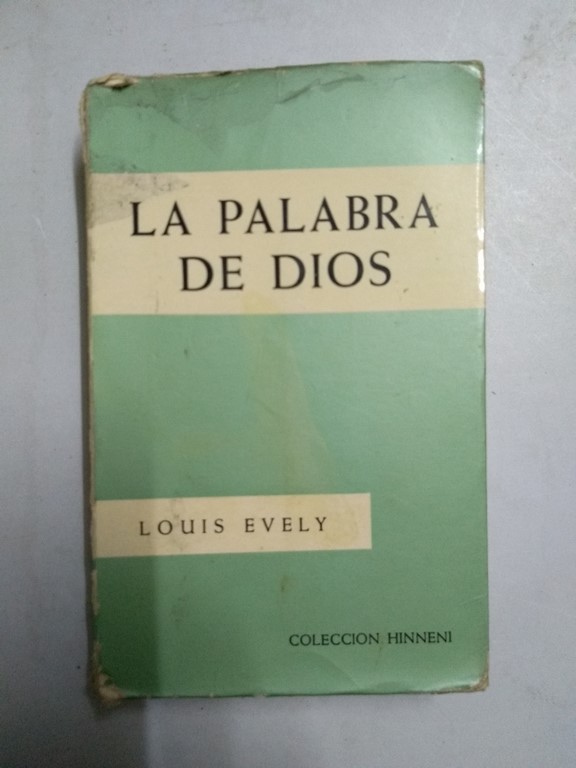 LA PALABRA
DE DIOS
LOUIS EVELY
COLECCION HINNENI